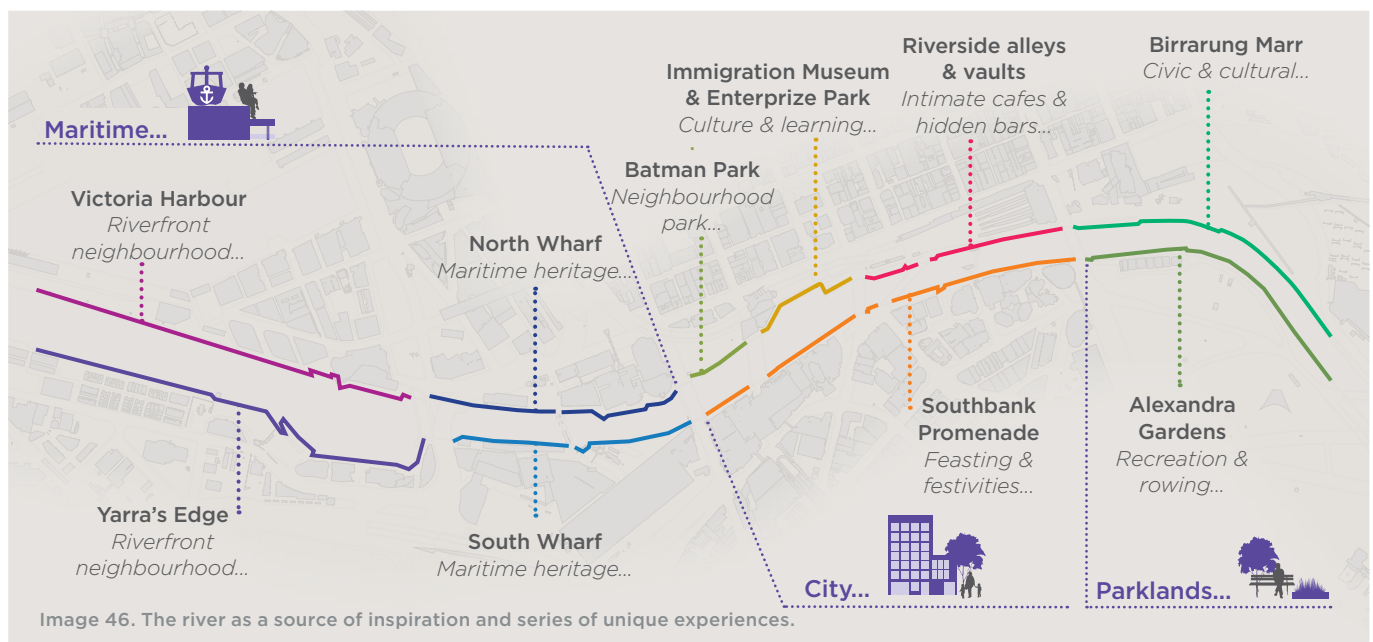 Maritime...
Victoria Harbour
Riverfront
neighbourhood...
Yarra's Edge
Riverfront
neighbourhood...
North Wharf
Maritime heritage...
South Wharf
Maritime heritage...
Batman Park
Neighbourhood
park...
Immigration Museum
& Enterprize Park
Culture & learning...
Riverside alleys
& vaults
Intimate cafes &
hidden bars...
Birrarung Marr
Civic & cultural...
Southbank
Promenade
Feasting &
festivities...
Alexandra
Gardens
Recreation &
rowing...
City...
Parklands...
Image 46. The river as a source of inspiration and series of unique experiences.